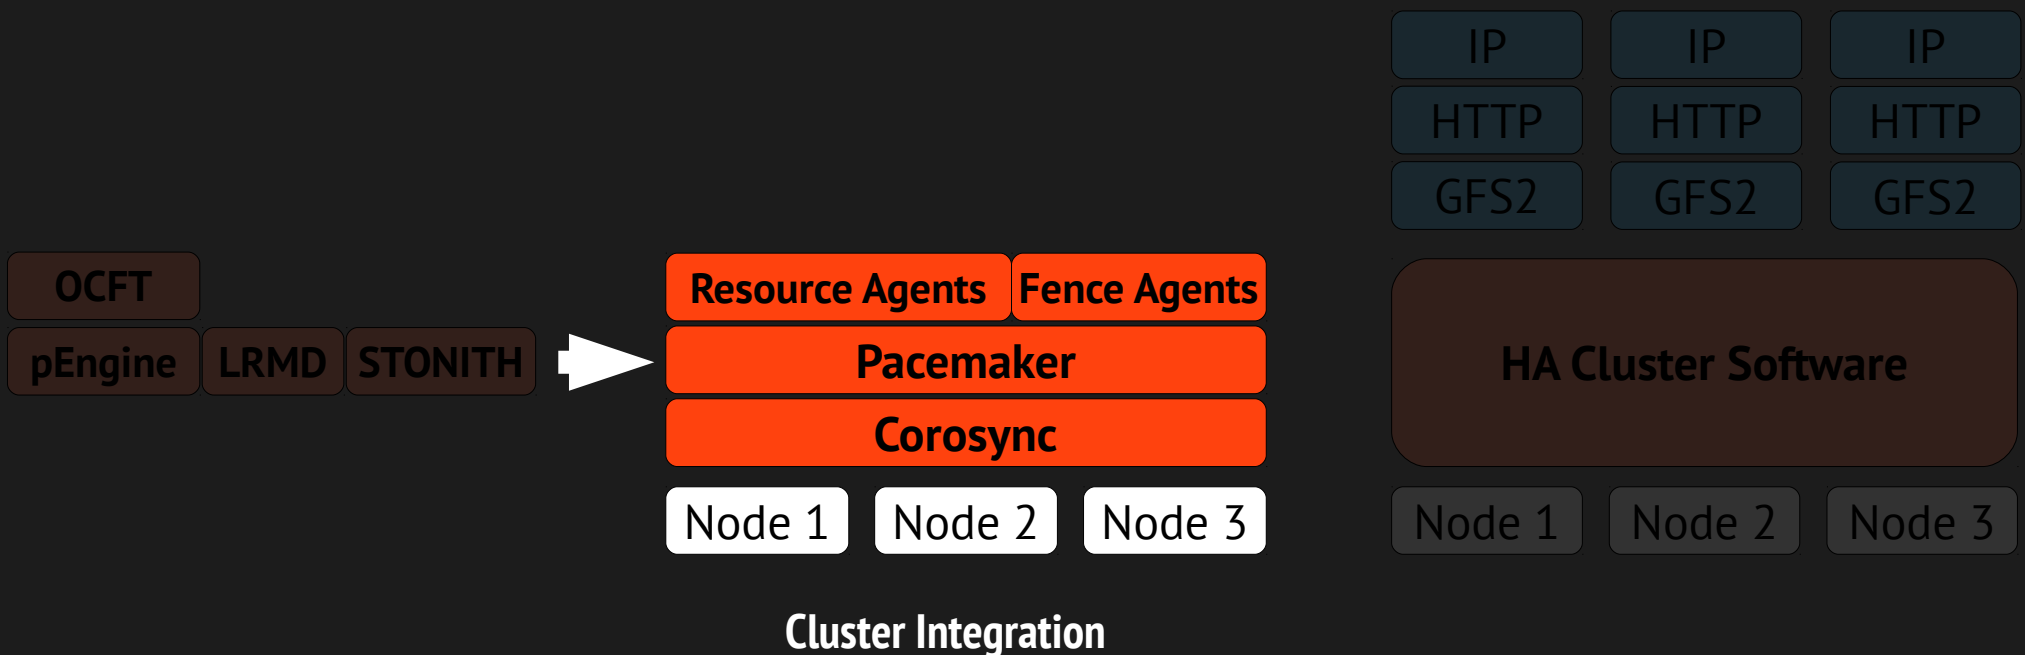 IP IP IP
HTTP HTTP HTTP
GFS2 GFS2 GFS2
OCFT
pEngine LRMD STONITH
Resource Agents Fence Agents
Pacemaker
Corosync
Node 1 Node 2 Node 3
HA Cluster Software
Node 1 Node 2 Node 3
Cluster Integration